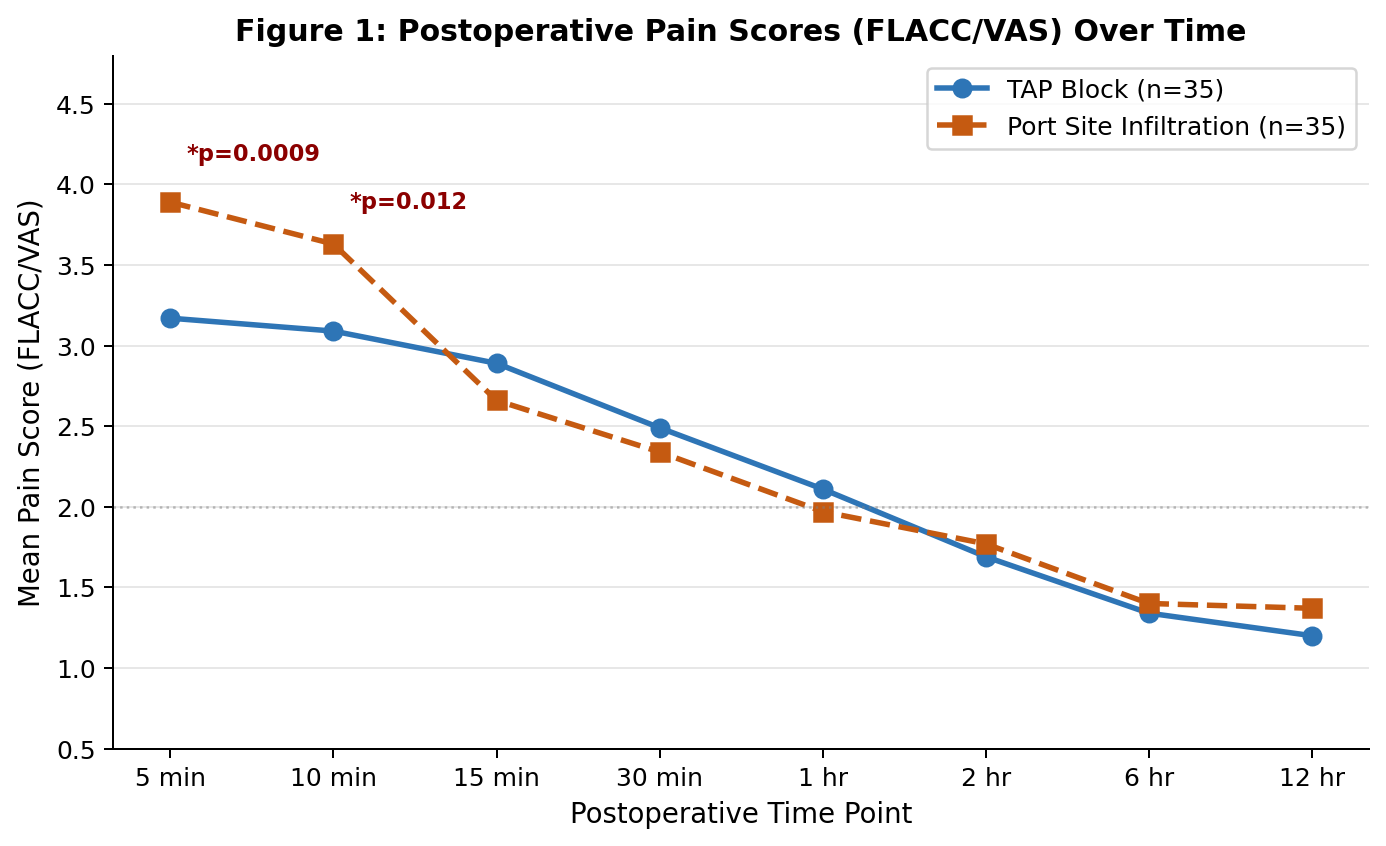 Figure 1: Postoperative Pain Scores (FLACC/VAS) Over Time
TAP Block (n=35)
Port Site Infiltration (n=35)
*p=0.0009
*p=0.012
Mean Pain Score (FLACC/VAS)
4.5
4.0
3.5
3.0
2.5
2.0
1.5
1.0
0.5
5 min 10 min 15 min 30 min 1 hr 2 hr 6 hr 12 hr
Postoperative Time Point